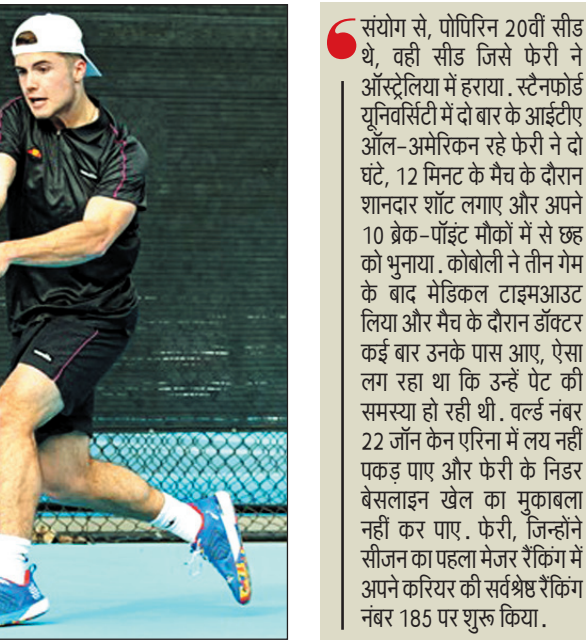 संयोग से, पोपिरिन 20वीं सीड
थे, वही सीड जिसे फेरी ने
ऑस्ट्रेलिया में हराया. स्टैनफोर्ड
यूनिवर्सिटी में दो बार के आईटीए
ऑल-अमेरिकन रहे फेरी ने दो
घंटे, 12 मिनट के मैच के दौरान
शानदार शॉट लगाए और अपने
10 ब्रेक-पॉइंट मौकों में से छह
को भुनाया. कोबोली ने तीन गेम
के बाद मेडिकल टाइमआउट
लिया और मैच के दौरान डॉक्टर
कई बार उनके पास आए, ऐसा
लग रहा था कि उन्हें पेट की
समस्या हो रही थी. वर्ल्ड नंबर
22 जॉन केन एरिना में लय नहीं
पकड़ पाए और फेरी के निडर
बेसलाइन खेल का मुकाबला
नहीं कर पाए. फेरी, जिन्होंने
सीजन का पहला मेजर रैंकिंग में
अपने करियर की सर्वश्रेष्ठ रैंकिंग
नंबर 185 पर शुरू किया.